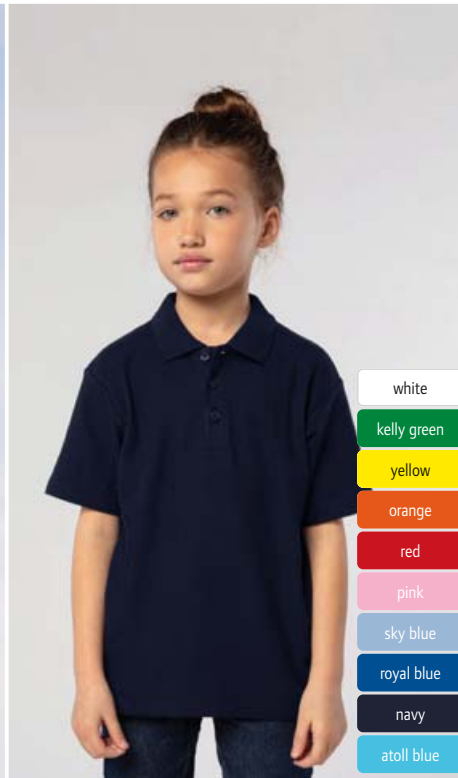 white
kelly green
yellow
orange
red
pink
sky blue
royal blue
navy
atoll blue